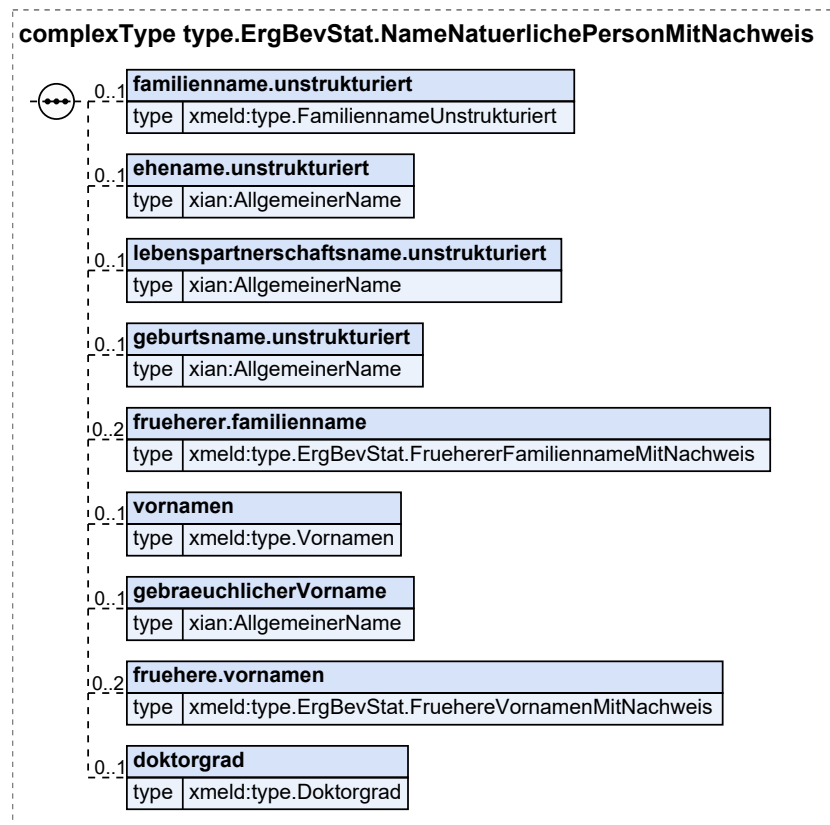 complexType type.ErgBevStat.NameNatuerlichePersonMitNachweis
0..1 familienname.unstrukturiert
type xmeld:type.FamiliennameUnstrukturiert
0..1 ehename.unstrukturiert
type xian:AllgemeinerName
0..1 lebenspartnerschaftsname.unstrukturiert
type xian:AllgemeinerName
0..1 geburtsname.unstrukturiert
type xian:AllgemeinerName
0..2 frueherer.familienname
type xmeld:type.ErgBevStat.FruehererFamiliennameMitNachweis
0..1 vornamen
type xmeld:type.Vornamen
0..1 gebraeuchlicherVorname
type xian:AllgemeinerName
0..2 fruehere.vornamen
type xmeld:type.ErgBevStat.FruehereVornamenMitNachweis
0..1 doktorgrad
type xmeld:type.Doktorgrad